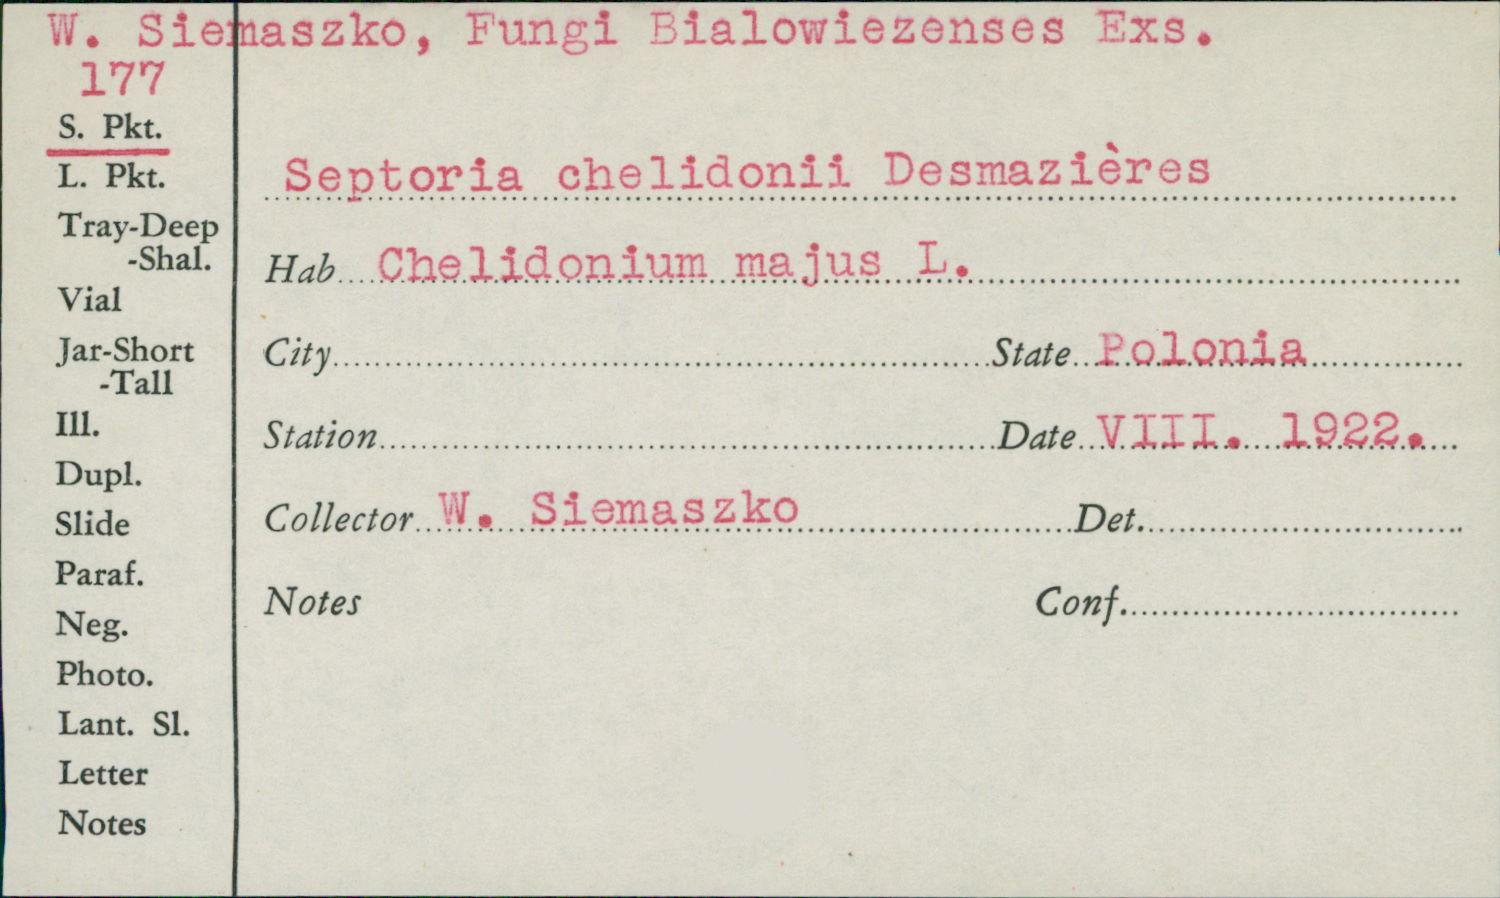 W. Siemaszko, Fungi Bialowiezenses Exs.
177
S. Pkt.
L. Pkt.
Tray-Deep
-Shal.
Vial
Jar-Short
-Tall
Ill.
Dupl.
Slide
Paraf.
Neg.
Photo.
Lant. Sl.
Letter
Notes
Septoria chelidonii Desmazières
Hab Chelidonium majus L.
City State Polonia
Station Date VIII. 1922.
Collector W. Siemaszko Det.
Notes Conf.